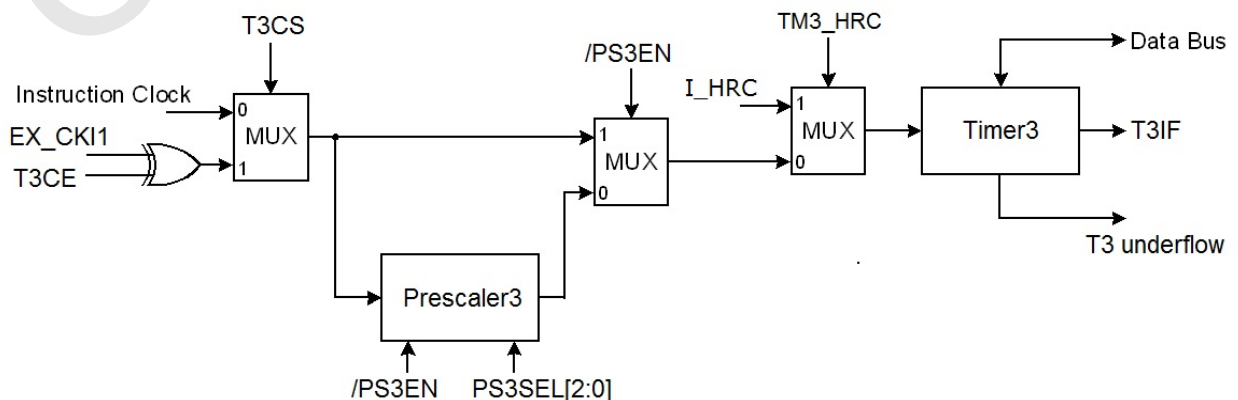 T3CS
TM3_HRC
/PS3EN
Data Bus
Instruction Clock
0
I_HRC
1
MUX
EX_CKI1
1
MUX
Timer3
T3IF
T3CE
1
MUX
0
0
T3 underflow
Prescaler3
/PS3EN
PS3SEL[2:0]